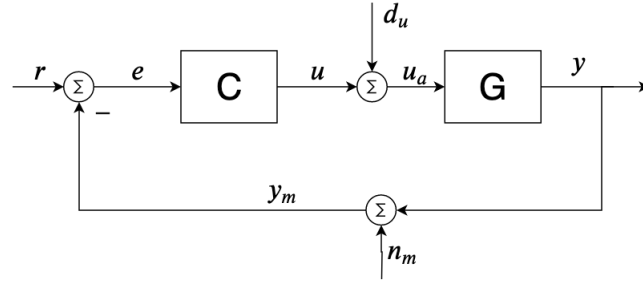 d_u
r Σ e C u Σ u_a G y
−
y_m Σ
n_m